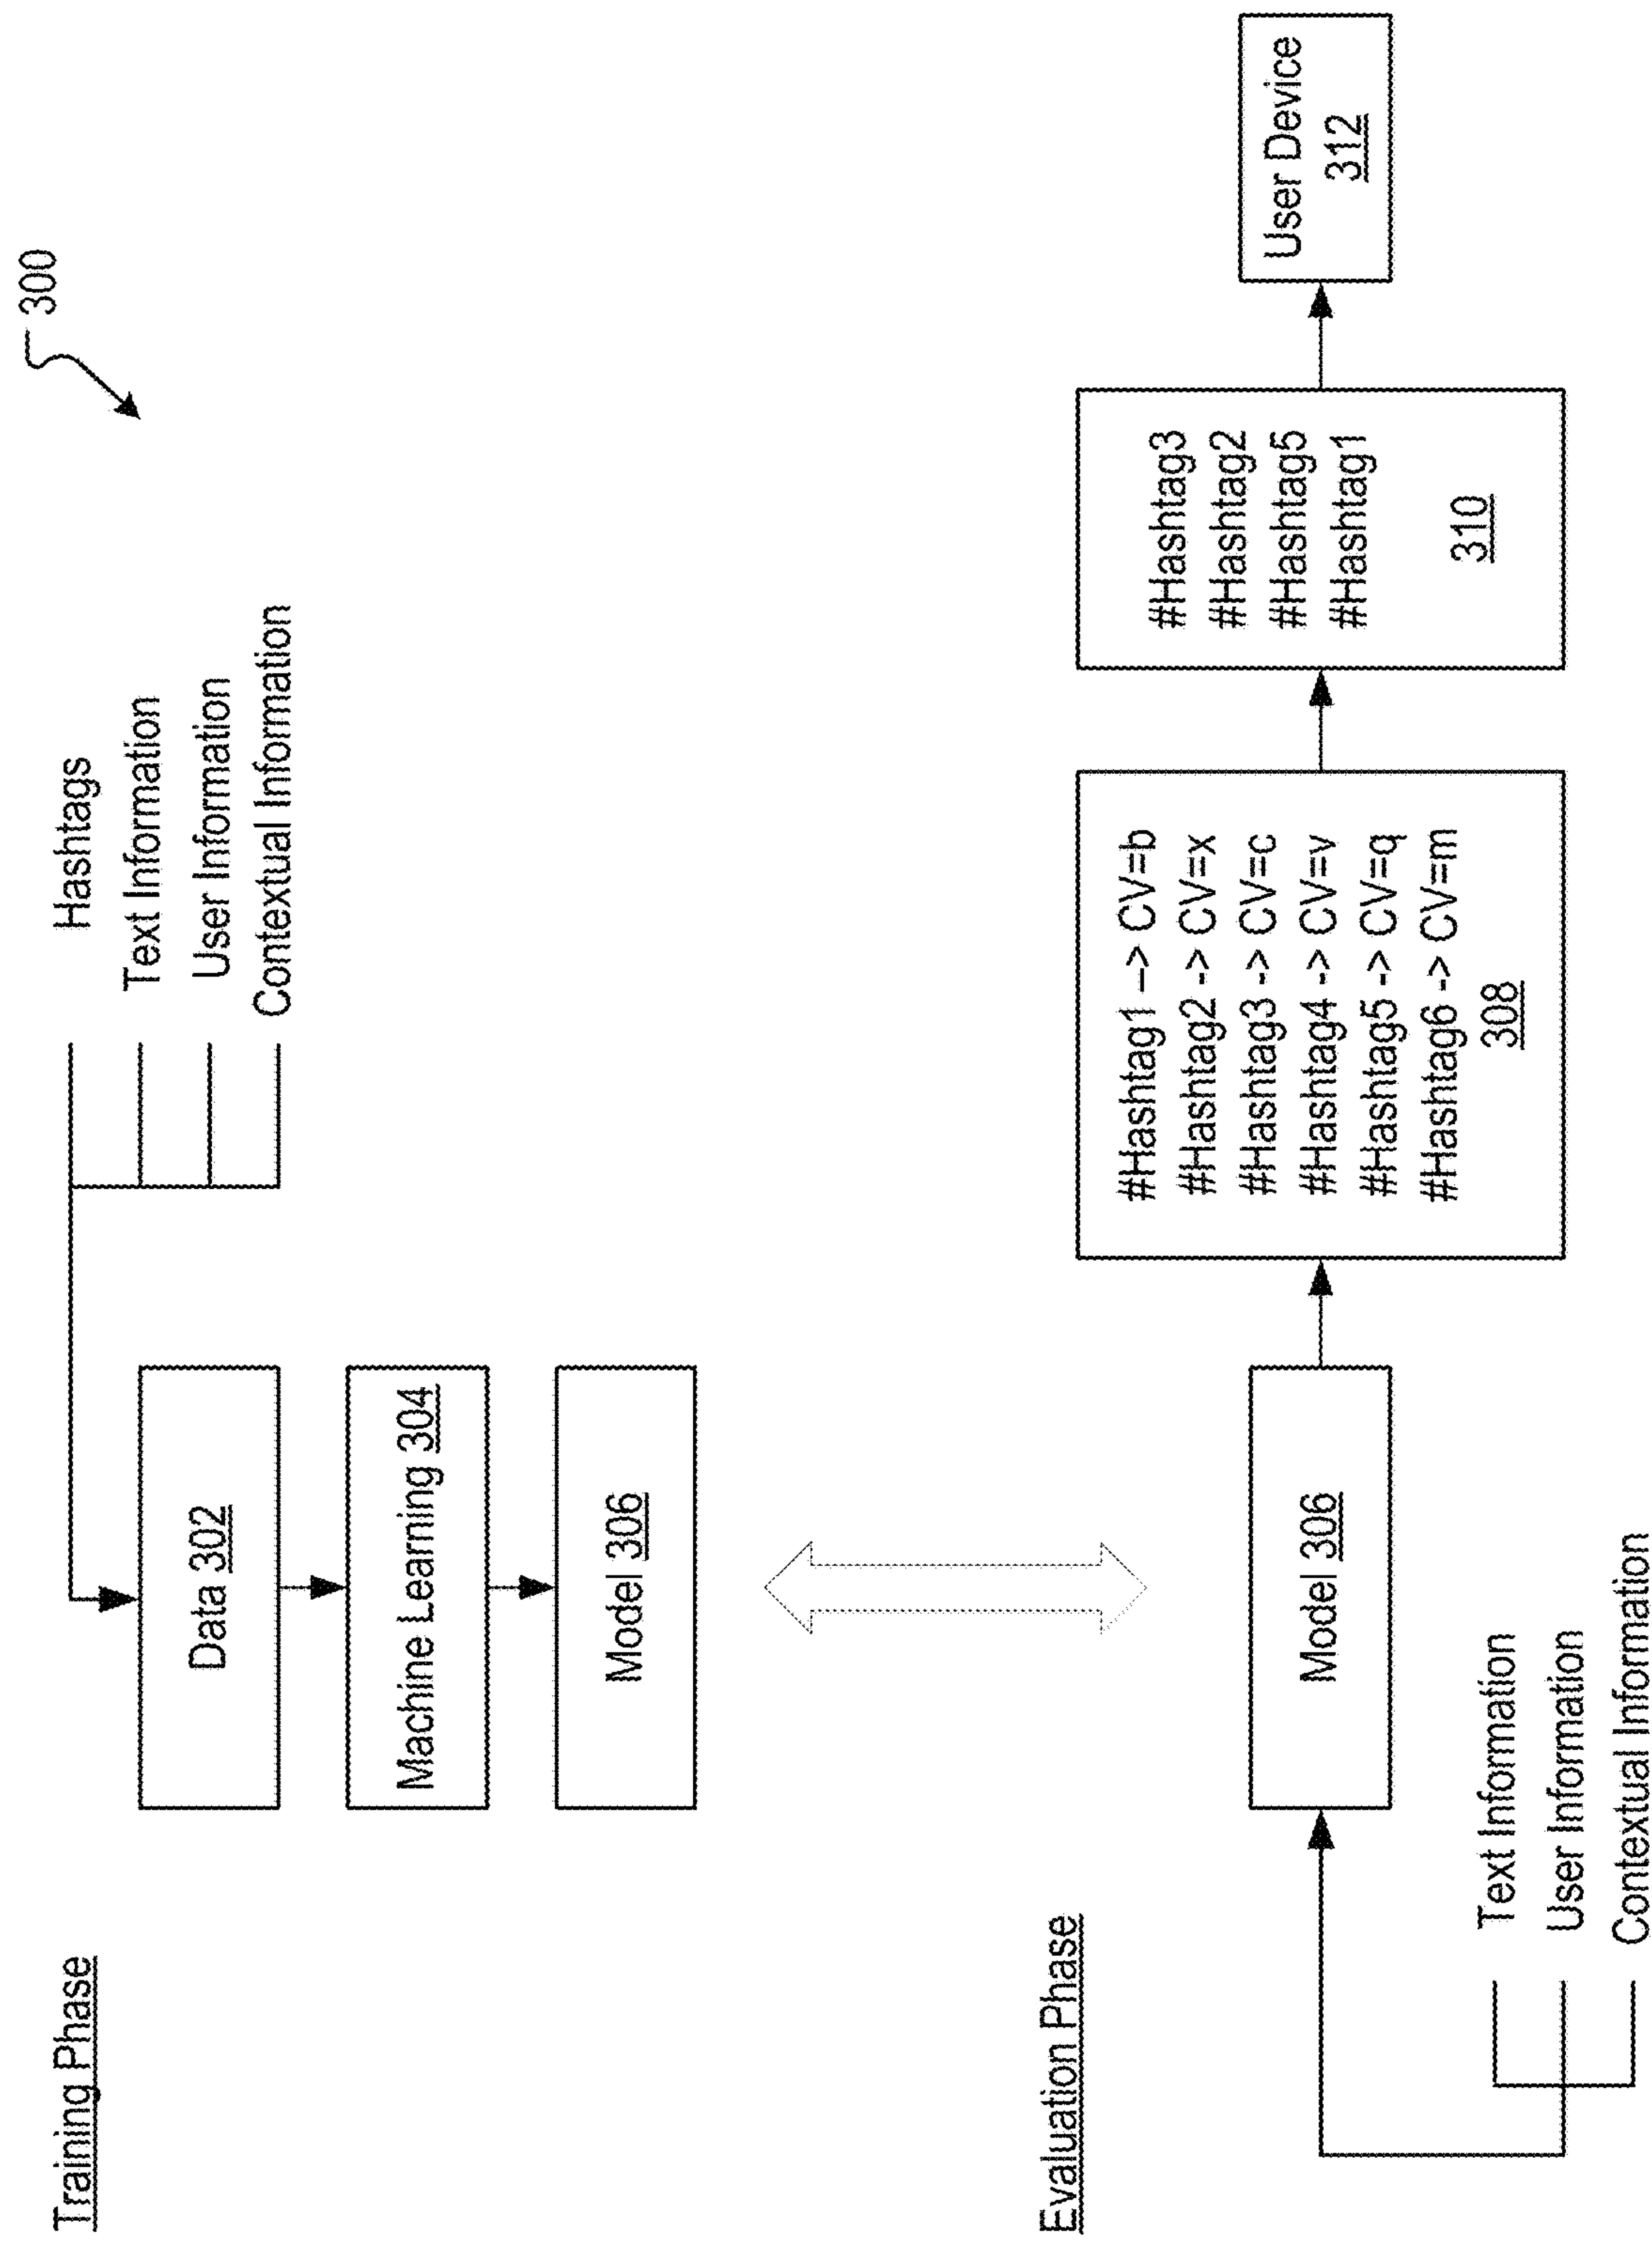 300
Training Phase
Hashtags
Text Information
User Information
Contextual Information
Data 302
Machine Learning 304
Model 306
Evaluation Phase
Text Information
User Information
Contextual Information
Model 306
#Hashtag1 --> CV=b
#Hashtag2 -> CV=x
#Hashtag3 -> CV=c
#Hashtag4 -> CV=v
#Hashtag5 -> CV=q
#Hashtag6 -> CV=m
308
#Hashtag3
#Hashtag2
#Hashtag5
#Hashtag1
310
User Device
312